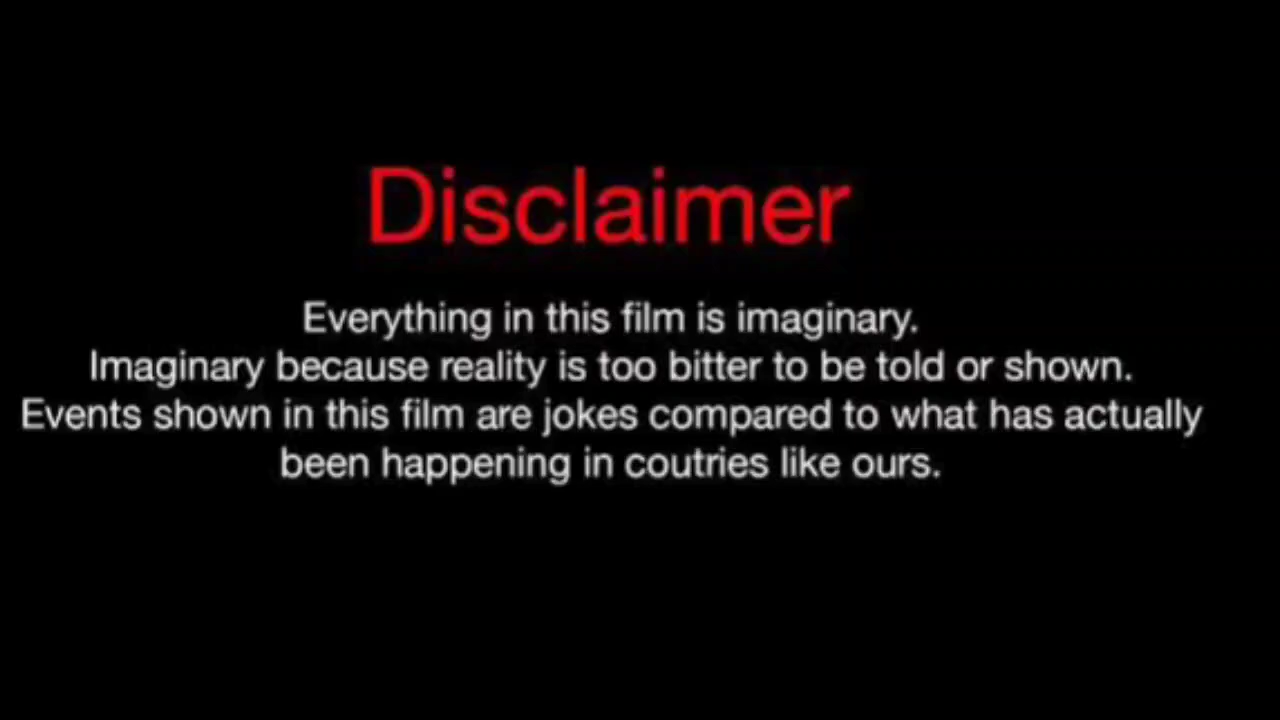 Disclaimer
Everything in this film is imaginary.
Imaginary because reality is too bitter to be told or shown.
Events shown in this film are jokes compared to what has actually
been happening in coutries like ours.